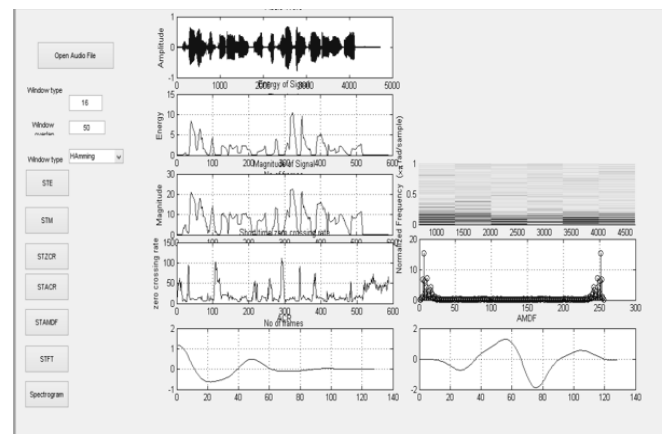 Open Audio File
Window type
16
Window
50
Window type
HAmming
STE
STM
STZCR
STACR
STAMDF
STFT
Spectrogram
Amplitude
1
0
-1
0 1000 2000 3000 4000 5000
Energy of Signal
Energy
15
10
5
0
0 100 200 300 400 500 600
Magnitude of Signal
No of frames
Magnitude
30
20
10
0
0 100 200 300 400 500 600
Short time zero crossing rate
zero crossing rate
150
100
50
0
0 100 200 300 400 500 600
ACR
No of frames
2
1
0
-1
0 20 40 60 80 100 120 140
Normalized Frequency (×π rad/sample)
1
0.5
0
1000 1500 2000 2500 3000 3500 4000 4500
20
15
10
5
0
0 50 100 150 200 250 300
AMDF
2
0
-2
0 20 40 60 80 100 120 140